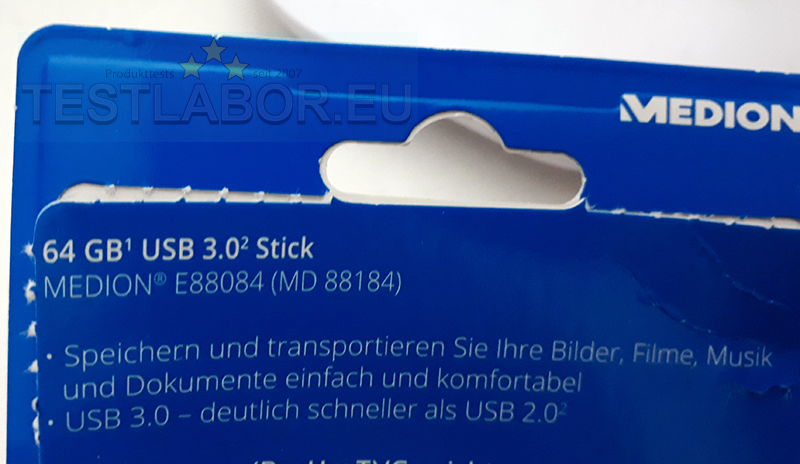 Produkttests seit 2007
TESTLABOR.EU
MEDION
64 GB¹ USB 3.0² Stick
MEDION® E88084 (MD 88184)
• Speichern und transportieren Sie Ihre Bilder, Filme, Musik
und Dokumente einfach und komfortabel
• USB 3.0 – deutlich schneller als USB 2.0²